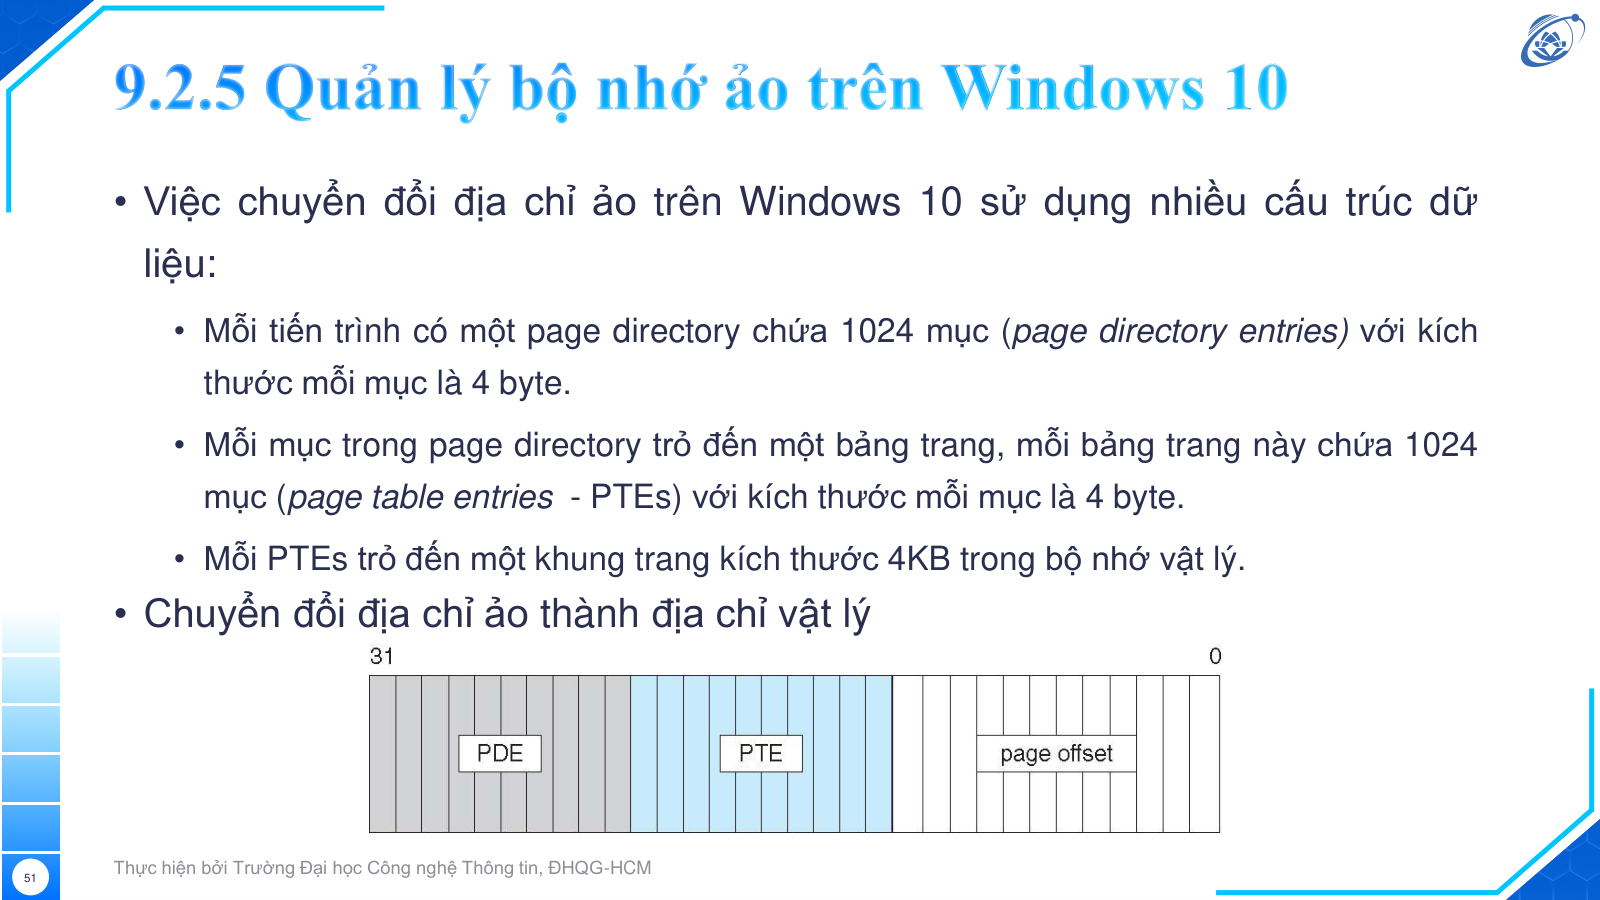 9.2.5 Quản lý bộ nhớ ảo trên Windows 10
• Việc chuyển đổi địa chỉ ảo trên Windows 10 sử dụng nhiều cấu trúc dữ
liệu:
• Mỗi tiến trình có một page directory chứa 1024 mục (page directory entries) với kích
thước mỗi mục là 4 byte.
• Mỗi mục trong page directory trỏ đến một bảng trang, mỗi bảng trang này chứa 1024
mục (page table entries - PTEs) với kích thước mỗi mục là 4 byte.
• Mỗi PTEs trỏ đến một khung trang kích thước 4KB trong bộ nhớ vật lý.
• Chuyển đổi địa chỉ ảo thành địa chỉ vật lý
31 0
PDE PTE page offset
Thực hiện bởi Trường Đại học Công nghệ Thông tin, ĐHQG-HCM
51